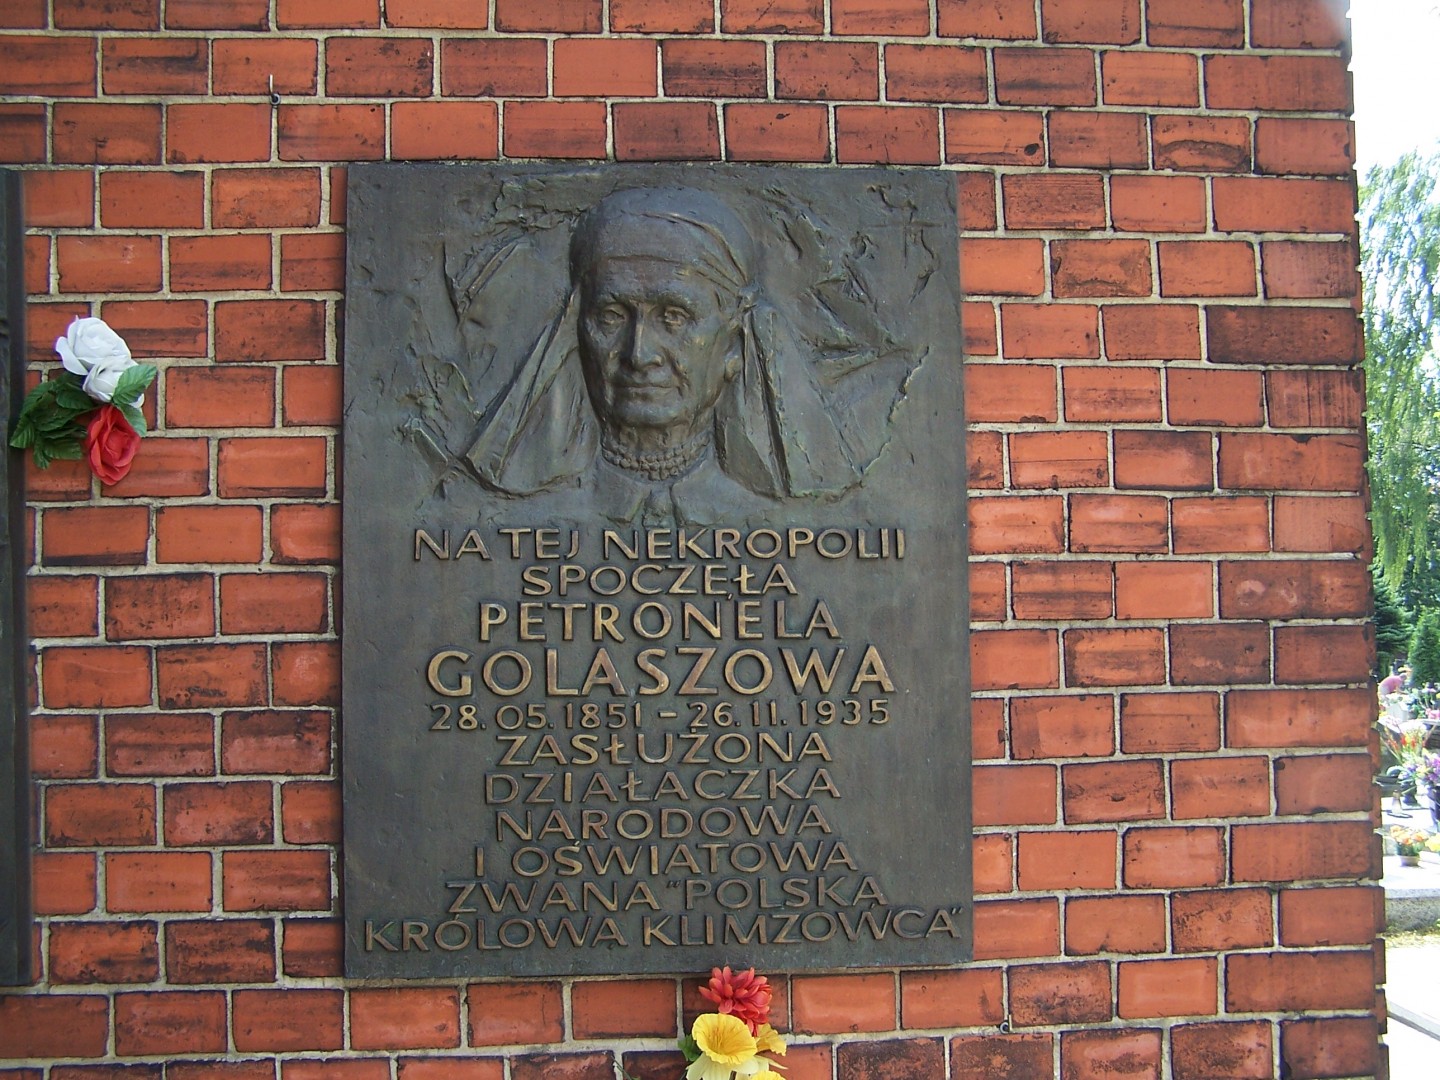 NA TEJ NEKROPOLII
SPOCZĘŁA
PETRONELA
GOLASZOWA
28.05.1851 - 26.11.1935
ZASŁUŻONA
DZIAŁACZKA
NARODOWA
I OŚWIATOWA
ZWANA "POLSKA
KRÓLOWA KLIMZOWCA"